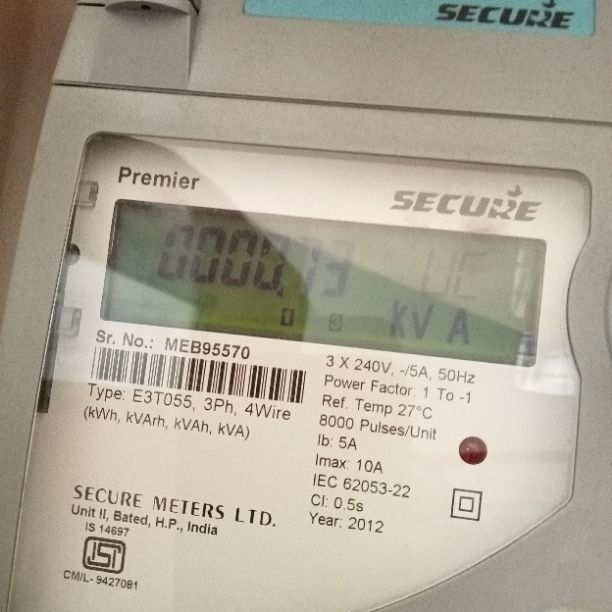 SECURE
Premier
SECURE
0000.13
kV A
Sr. No.: MEB95570
Type: E3T055, 3Ph, 4Wire
(kWh, kVArh, kVAh, kVA)
3 X 240V, -/5A, 50Hz
Power Factor: 1 To -1
Ref. Temp 27°C
8000 Pulses/Unit
Ib: 5A
Imax: 10A
IEC 62053-22
Cl: 0.5s
Year: 2012
SECURE METERS LTD.
Unit II, Bated, H.P., India
IS 14697
ISI
CM/L- 9427081